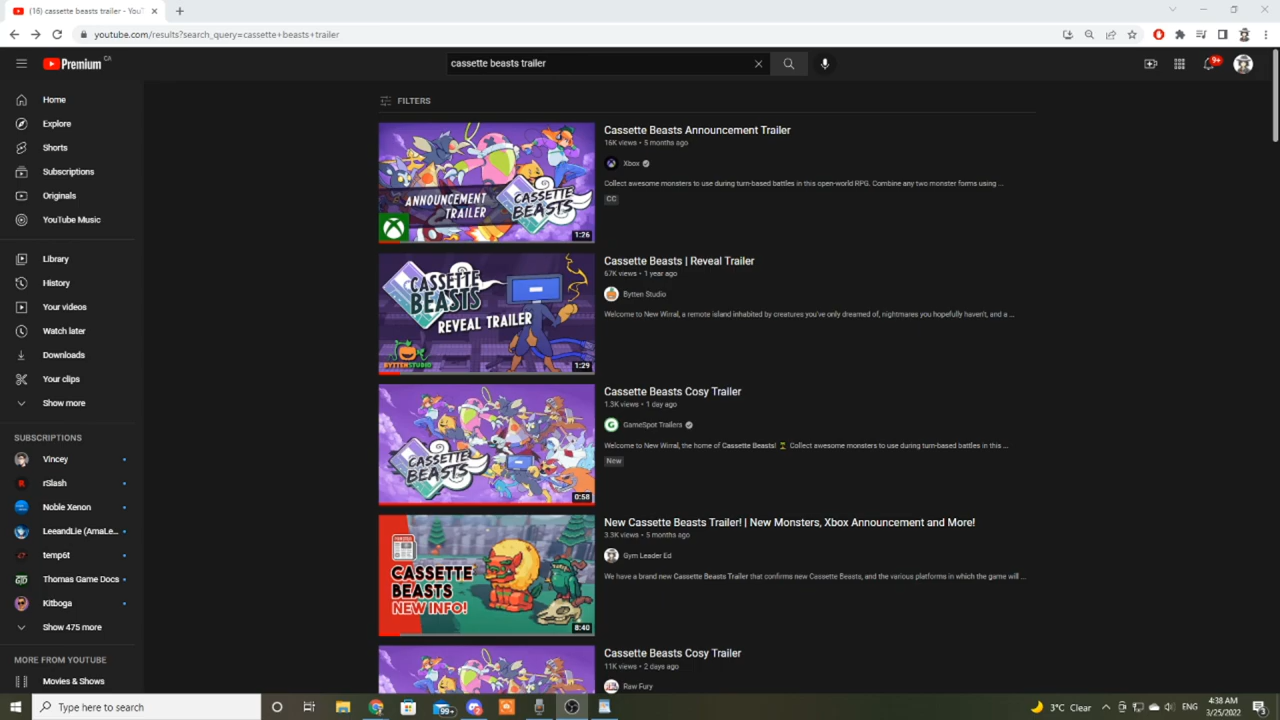 (16) cassette beasts trailer - YouT
youtube.com/results?search_query=cassette+beasts+trailer
Premium CA
cassette beasts trailer
9+
Home
Explore
Shorts
Subscriptions
Originals
YouTube Music
Library
History
Your videos
Watch later
Downloads
Your clips
Show more
SUBSCRIPTIONS
Vincey
rSlash
Noble Xenon
LeeandLie (AmaLe...
temp6t
Thomas Game Docs
Kitboga
Show 475 more
MORE FROM YOUTUBE
Movies & Shows
FILTERS
ANNOUNCEMENT
TRAILER
CASSETTE
BEASTS
1:26
Cassette Beasts Announcement Trailer
16K views • 5 months ago
Xbox
Collect awesome monsters to use during turn-based battles in this open-world RPG. Combine any two monster forms using ...
CC
CASSETTE
BEASTS
REVEAL TRAILER
BYTTEN STUDIO
1:29
Cassette Beasts | Reveal Trailer
67K views • 1 year ago
Bytten Studio
Welcome to New Wirral, a remote island inhabited by creatures you've only dreamed of, nightmares you hopefully haven't, and a ...
CASSETTE
BEASTS
0:58
Cassette Beasts Cosy Trailer
1.3K views • 1 day ago
G
GameSpot Trailers
Welcome to New Wirral, the home of Cassette Beasts! Collect awesome monsters to use during turn-based battles in this ...
New
CASSETTE
BEASTS
NEW INFO!
8:40
New Cassette Beasts Trailer! | New Monsters, Xbox Announcement and More!
3.3K views • 5 months ago
Gym Leader Ed
We have a brand new Cassette Beasts Trailer that confirms new Cassette Beasts, and the various platforms in which the game will ...
Cassette Beasts Cosy Trailer
11K views • 2 days ago
Raw Fury
Type here to search
99+
3°C Clear
ENG
4:38 AM
3/25/2022
3